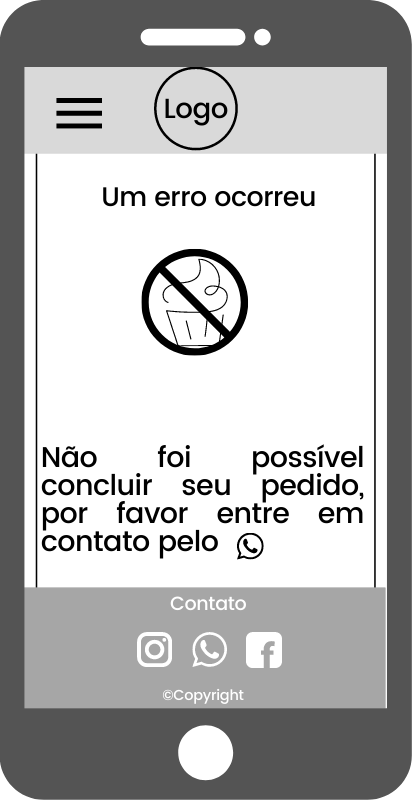 Logo
Um erro ocorreu
Não foi possível
concluir seu pedido,
por favor entre em
contato pelo
Contato
©Copyright